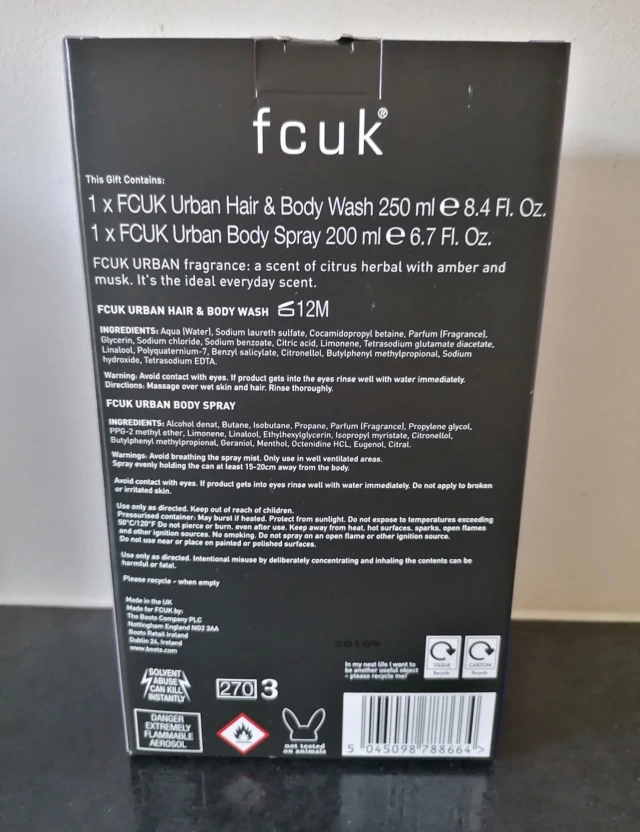 fcuk®
This Gift Contains:
1 x FCUK Urban Hair & Body Wash 250 ml ℮ 8.4 Fl. Oz.
1 x FCUK Urban Body Spray 200 ml ℮ 6.7 Fl. Oz.
FCUK URBAN fragrance: a scent of citrus herbal with amber and
musk. It's the ideal everyday scent.
FCUK URBAN HAIR & BODY WASH 12M
INGREDIENTS: Aqua (Water), Sodium laureth sulfate, Cocamidopropyl betaine, Parfum (Fragrance),
Glycerin, Sodium chloride, Sodium benzoate, Citric acid, Limonene, Tetrasodium glutamate diacetate,
Linalool, Polyquaternium-7, Benzyl salicylate, Citronellol, Butylphenyl methylpropional, Sodium
hydroxide, Tetrasodium EDTA.
Warning: Avoid contact with eyes. If product gets into the eyes rinse well with water immediately.
Directions: Massage over wet skin and hair. Rinse thoroughly.
FCUK URBAN BODY SPRAY
INGREDIENTS: Alcohol denat, Butane, Isobutane, Propane, Parfum (Fragrance), Propylene glycol,
PPG-2 methyl ether, Limonene, Linalool, Ethylhexylglycerin, Isopropyl myristate, Citronellol,
Butylphenyl methylpropional, Geraniol, Menthol, Octenidine HCL, Eugenol, Citral.
Warnings: Avoid breathing the spray mist. Only use in well ventilated areas.
Spray evenly holding the can at least 15-20cm away from the body.
Avoid contact with eyes. If product gets into eyes rinse well with water immediately. Do not apply to broken
or irritated skin.
Use only as directed. Keep out of reach of children.
Pressurised container: May burst if heated. Protect from sunlight. Do not expose to temperatures exceeding
50°C/120°F Do not pierce or burn, even after use. Keep away from heat, hot surfaces, sparks, open flames
and other ignition sources. No smoking. Do not spray on an open flame or other ignition source.
Do not use near or place on painted or polished surfaces.
Use only as directed. Intentional misuse by deliberately concentrating and inhaling the contents can be
harmful or fatal.
Please recycle - when empty
Made in the UK
Made for FCUK by:
The Boots Company PLC
Nottingham England NG2 3AA
Boots Retail Ireland
Dublin 24, Ireland
www.boots.com
In my next life I want to
be another useful object
- please recycle me!
TISSUE
Recycle
CARTON
Recycle
SOLVENT
ABUSE
CAN KILL
INSTANTLY
270 3
DANGER
EXTREMELY
FLAMMABLE
AEROSOL
not tested
on animals
5 045098 788664 >